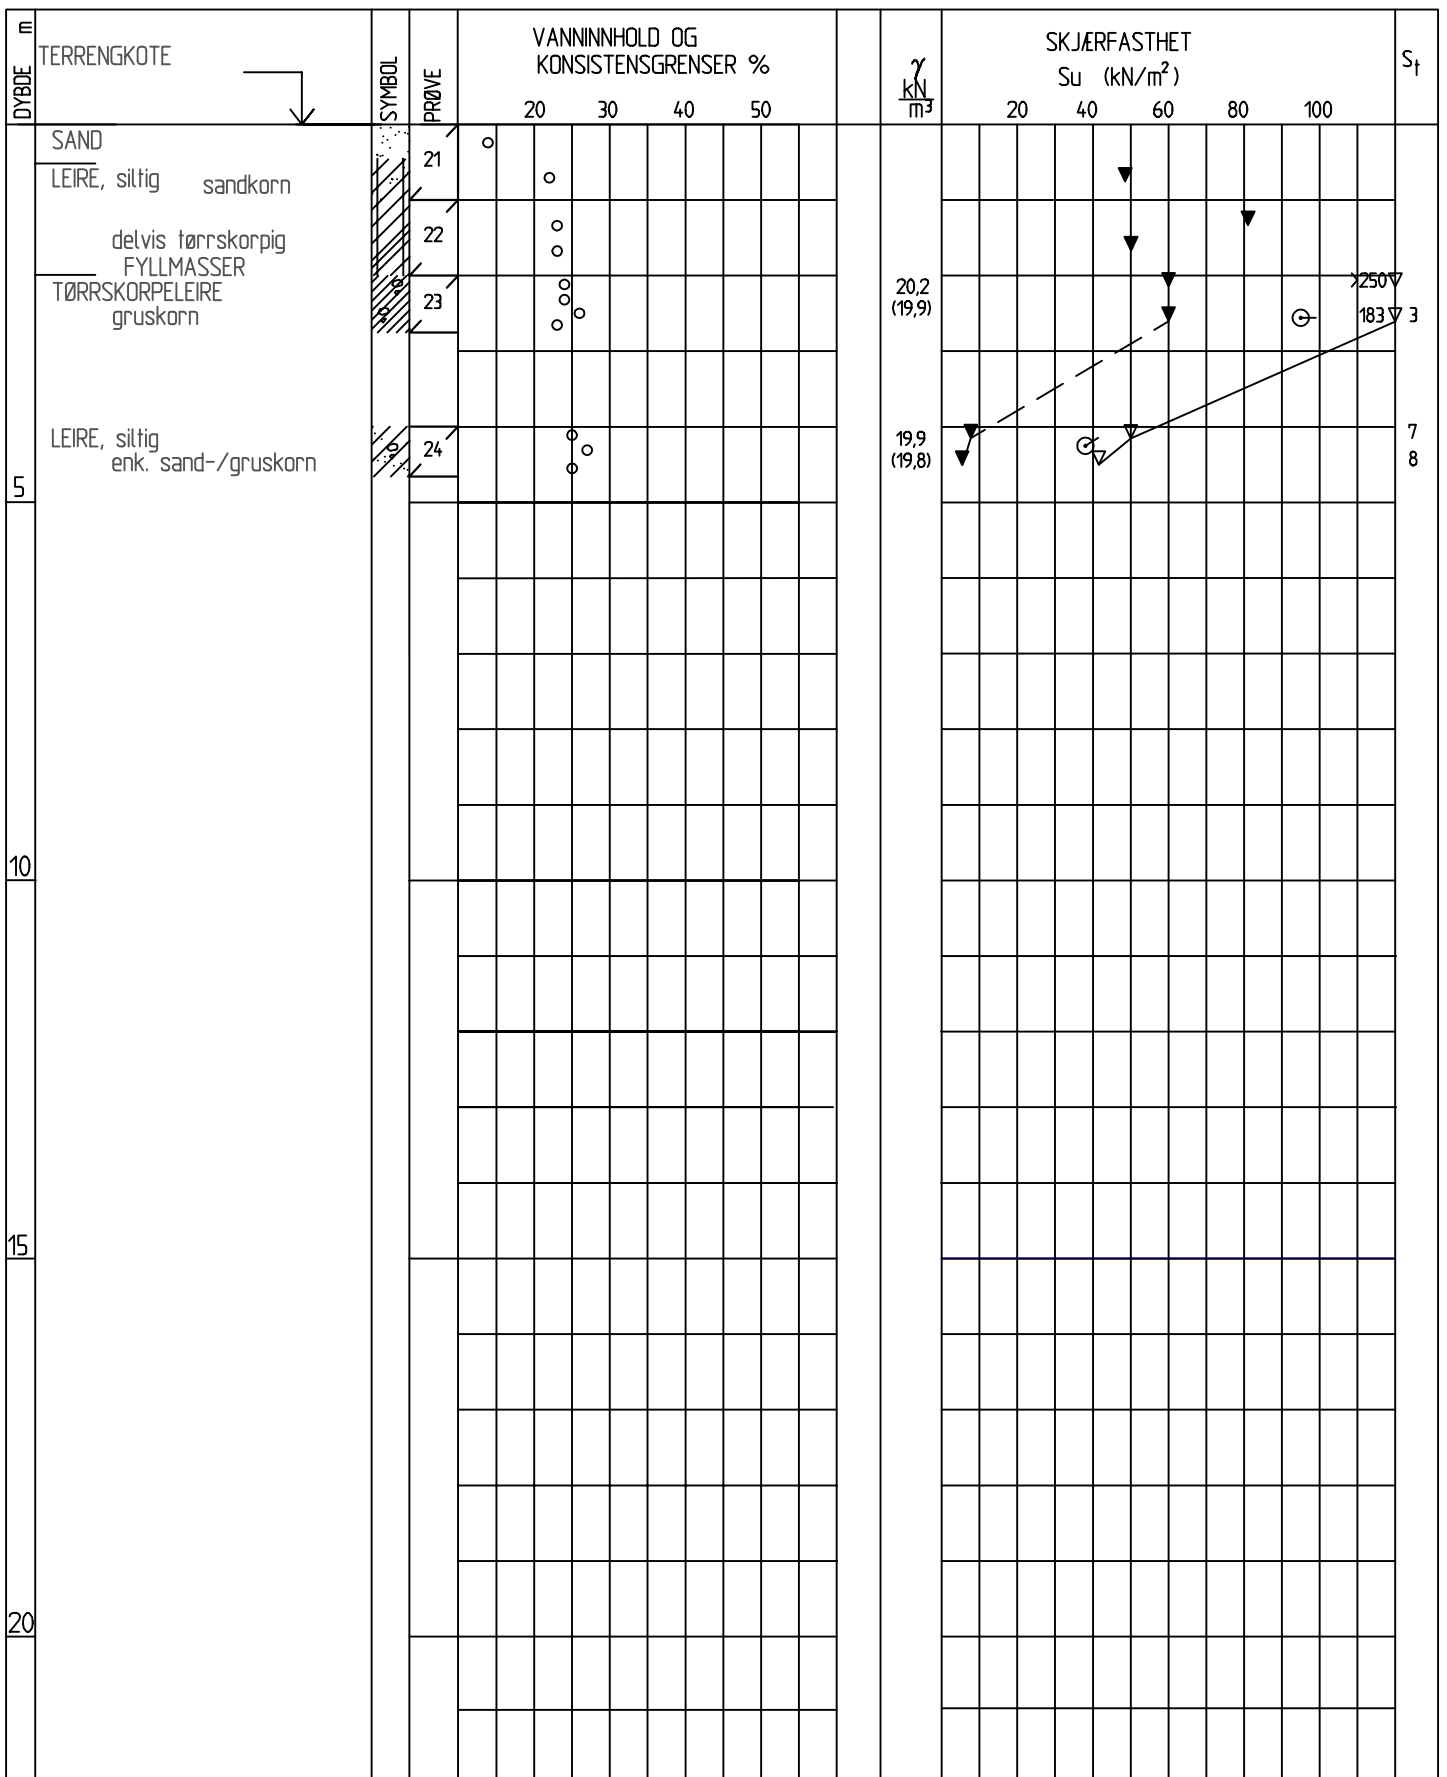 DYBDE m
TERRENGKOTE
SYMBOL
PRØVE
VANNINNHOLD OG
KONSISTENSGRENSER %
20 30 40 50
γ
kN
m³
SKJÆRFASTHET
Su (kN/m²)
20 40 60 80 100
St
SAND
21
LEIRE, siltig sandkorn
22
delvis tørrskorpig
FYLLMASSER
TØRRSKORPELEIRE
gruskorn
23
20,2
(19,9)
>250
183 3
LEIRE, siltig
enk. sand-/gruskorn
24
19,9
(19,8)
7
8
5
10
15
20